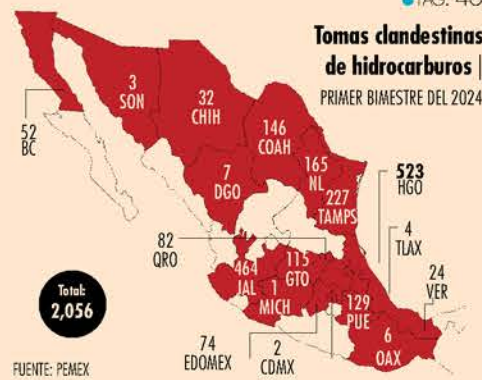 PÁG. 40
Tomas clandestinas
de hidrocarburos |
PRIMER BIMESTRE DEL 2024
3
SON
32
CHIH
146
COAH
52
BC
7
DGO
165
NL
227
TAMPS
523
HGO
4
TLAX
24
VER
82
QRO
464
JAL
115
GTO
1
MICH
129
PUE
6
OAX
74
EDOMEX
2
CDMX
Total:
2,056
FUENTE: PEMEX